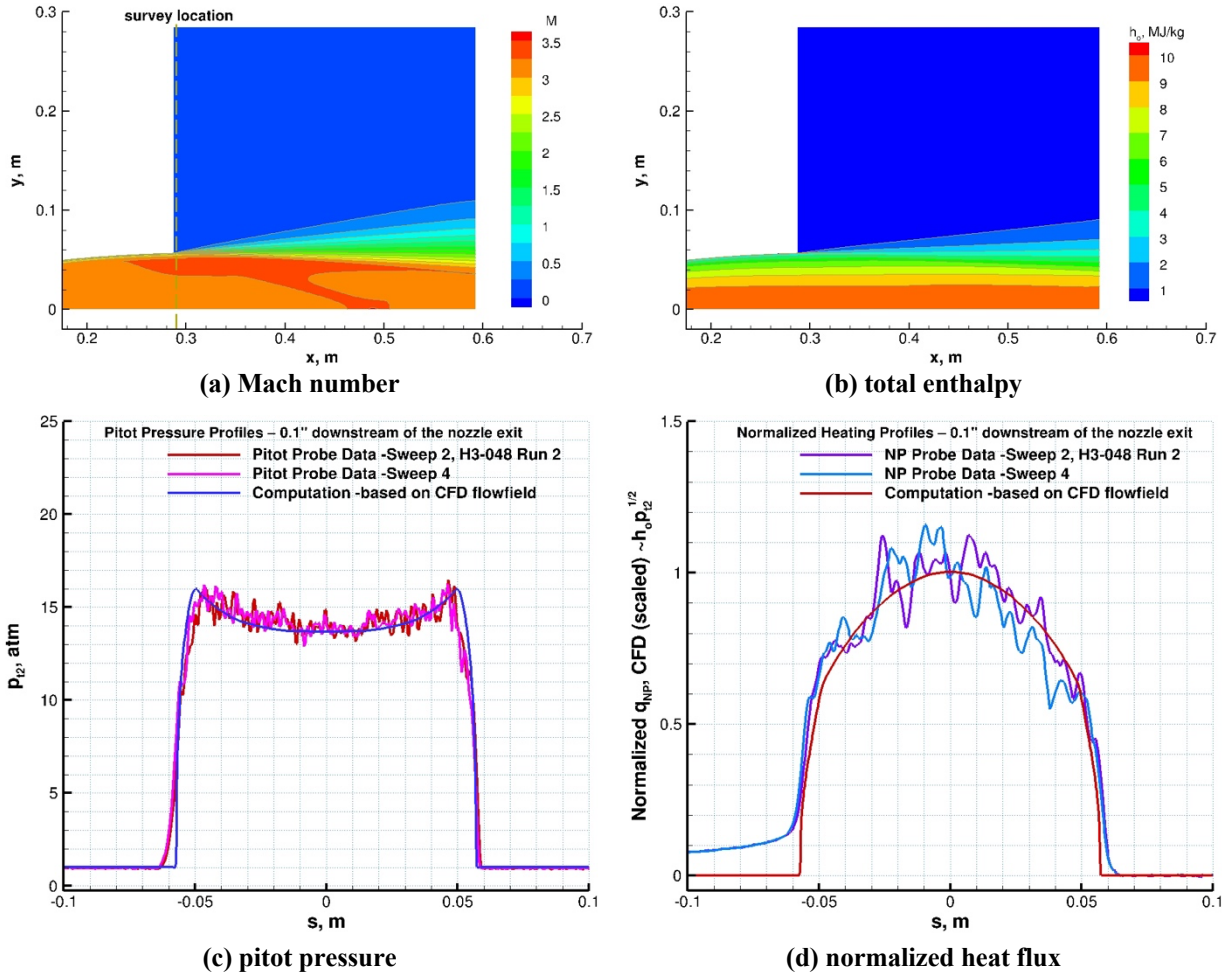 survey location
M
3.5
3
2.5
2
1.5
1
0.5
0
0.3
0.2
0.1
0
y, m
0.2 0.3 0.4 0.5 0.6 0.7
x, m
(a) Mach number
h₀, MJ/kg
10
9
8
7
6
5
4
3
2
1
0.3
0.2
0.1
0
y, m
0.2 0.3 0.4 0.5 0.6 0.7
x, m
(b) total enthalpy
Pitot Pressure Profiles – 0.1" downstream of the nozzle exit
Pitot Probe Data -Sweep 2, H3-048 Run 2
Pitot Probe Data -Sweep 4
Computation -based on CFD flowfield
25
20
15
10
5
0
p_t2, atm
-0.1 -0.05 0 0.05 0.1
s, m
(c) pitot pressure
Normalized Heating Profiles – 0.1" downstream of the nozzle exit
NP Probe Data -Sweep 2, H3-048 Run 2
NP Probe Data -Sweep 4
Computation -based on CFD flowfield
1.5
1
0.5
0
Normalized q_NP, CFD (scaled) ~h_o p_t2^1/2
-0.1 -0.05 0 0.05 0.1
s, m
(d) normalized heat flux